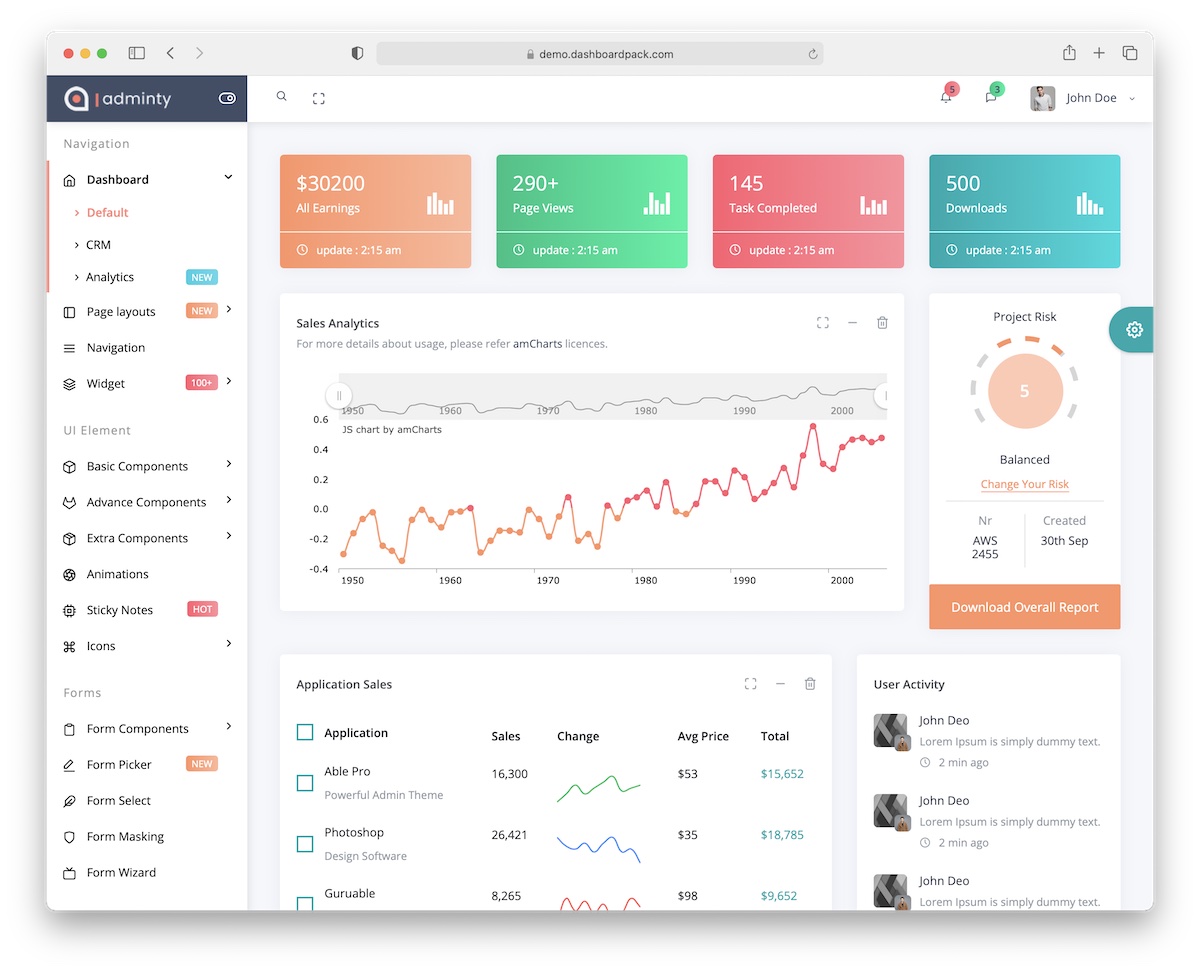 demo.dashboardpack.com
adminty
5
3
John Doe
Navigation
Dashboard
Default
CRM
Analytics NEW
Page layouts NEW
Navigation
Widget 100+
UI Element
Basic Components
Advance Components
Extra Components
Animations
Sticky Notes HOT
Icons
Forms
Form Components
Form Picker NEW
Form Select
Form Masking
Form Wizard
$30200
All Earnings
update : 2:15 am
290+
Page Views
update : 2:15 am
145
Task Completed
update : 2:15 am
500
Downloads
update : 2:15 am
Sales Analytics
For more details about usage, please refer amCharts licences.
1950 1960 1970 1980 1990 2000
JS chart by amCharts
0.6
0.4
0.2
0.0
-0.2
-0.4
1950 1960 1970 1980 1990 2000
Project Risk
5
Balanced
Change Your Risk
Nr Created
AWS 30th Sep
2455
Download Overall Report
Application Sales
Application Sales Change Avg Price Total
Able Pro 16,300 $53 $15,652
Powerful Admin Theme
Photoshop 26,421 $35 $18,785
Design Software
Guruable 8,265 $98 $9,652
User Activity
John Deo
Lorem Ipsum is simply dummy text.
2 min ago
John Deo
Lorem Ipsum is simply dummy text.
2 min ago
John Deo
Lorem Ipsum is simply dummy text.